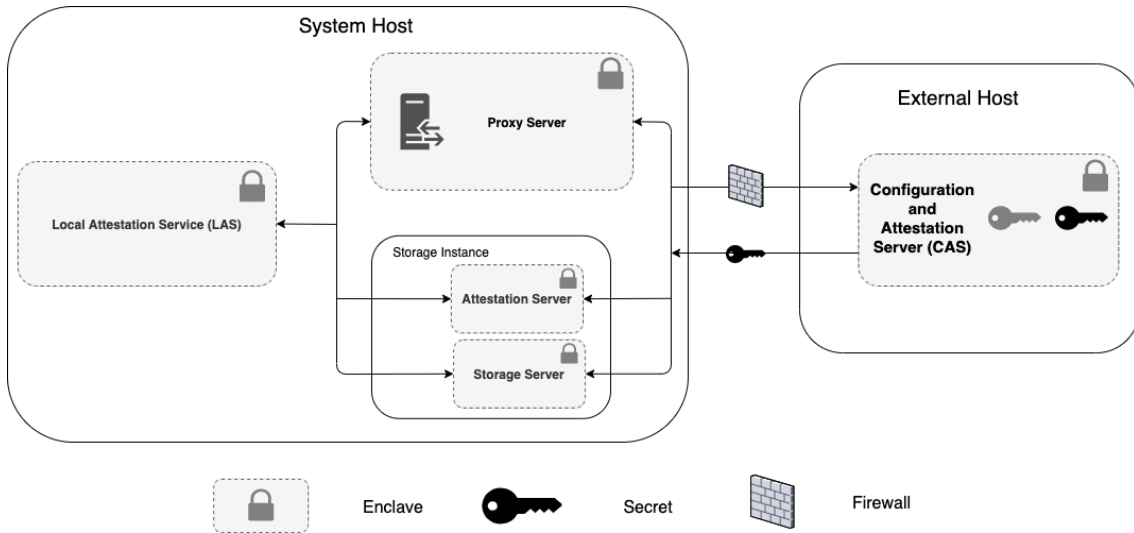 System Host
Proxy Server
Local Attestation Service (LAS)
Storage Instance
Attestation Server
Storage Server
External Host
Configuration
and
Attestation
Server (CAS)
Enclave
Secret
Firewall